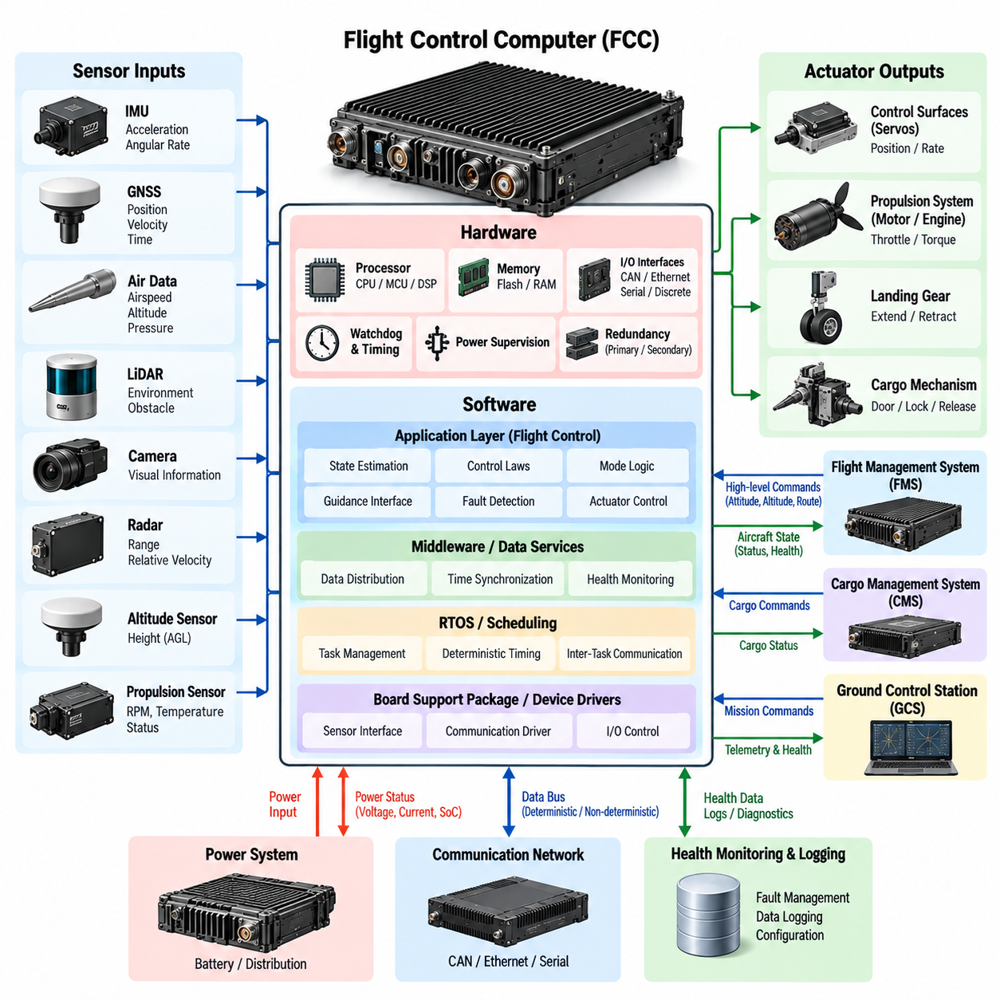 Flight Control Computer (FCC)
Sensor Inputs
IMU
Acceleration
Angular Rate
GNSS
Position
Velocity
Time
Air Data
Airspeed
Altitude
Pressure
LiDAR
Environment
Obstacle
Camera
Visual Information
Radar
Range
Relative Velocity
Altitude Sensor
Height (AGL)
Propulsion Sensor
RPM, Temperature
Status
Hardware
Processor
CPU / MCU / DSP
Memory
Flash / RAM
I/O Interfaces
CAN / Ethernet
Serial / Discrete
Watchdog
& Timing
Power Supervision
Redundancy
(Primary / Secondary)
Software
Application Layer (Flight Control)
State Estimation
Control Laws
Mode Logic
Guidance Interface
Fault Detection
Actuator Control
Middleware / Data Services
Data Distribution
Time Synchronization
Health Monitoring
RTOS / Scheduling
Task Management
Deterministic Timing
Inter-Task Communication
Board Support Package / Device Drivers
Sensor Interface
Communication Driver
I/O Control
Actuator Outputs
Control Surfaces
(Servos)
Position / Rate
Propulsion System
(Motor / Engine)
Throttle / Torque
Landing Gear
Extend / Retract
Cargo Mechanism
Door / Lock / Release
High-level Commands
(Attitude, Altitude, Route)
Aircraft State
(Status, Health)
Flight Management System
(FMS)
Cargo Commands
Cargo Status
Cargo Management System
(CMS)
Mission Commands
Telemetry & Health
Ground Control Station
(GCS)
Power
Input
Power Status
(Voltage, Current, SoC)
Data Bus
(Deterministic / Non-deterministic)
Health Data
Logs / Diagnostics
Power System
Battery / Distribution
Communication Network
CAN / Ethernet / Serial
Health Monitoring & Logging
Fault Management
Data Logging
Configuration